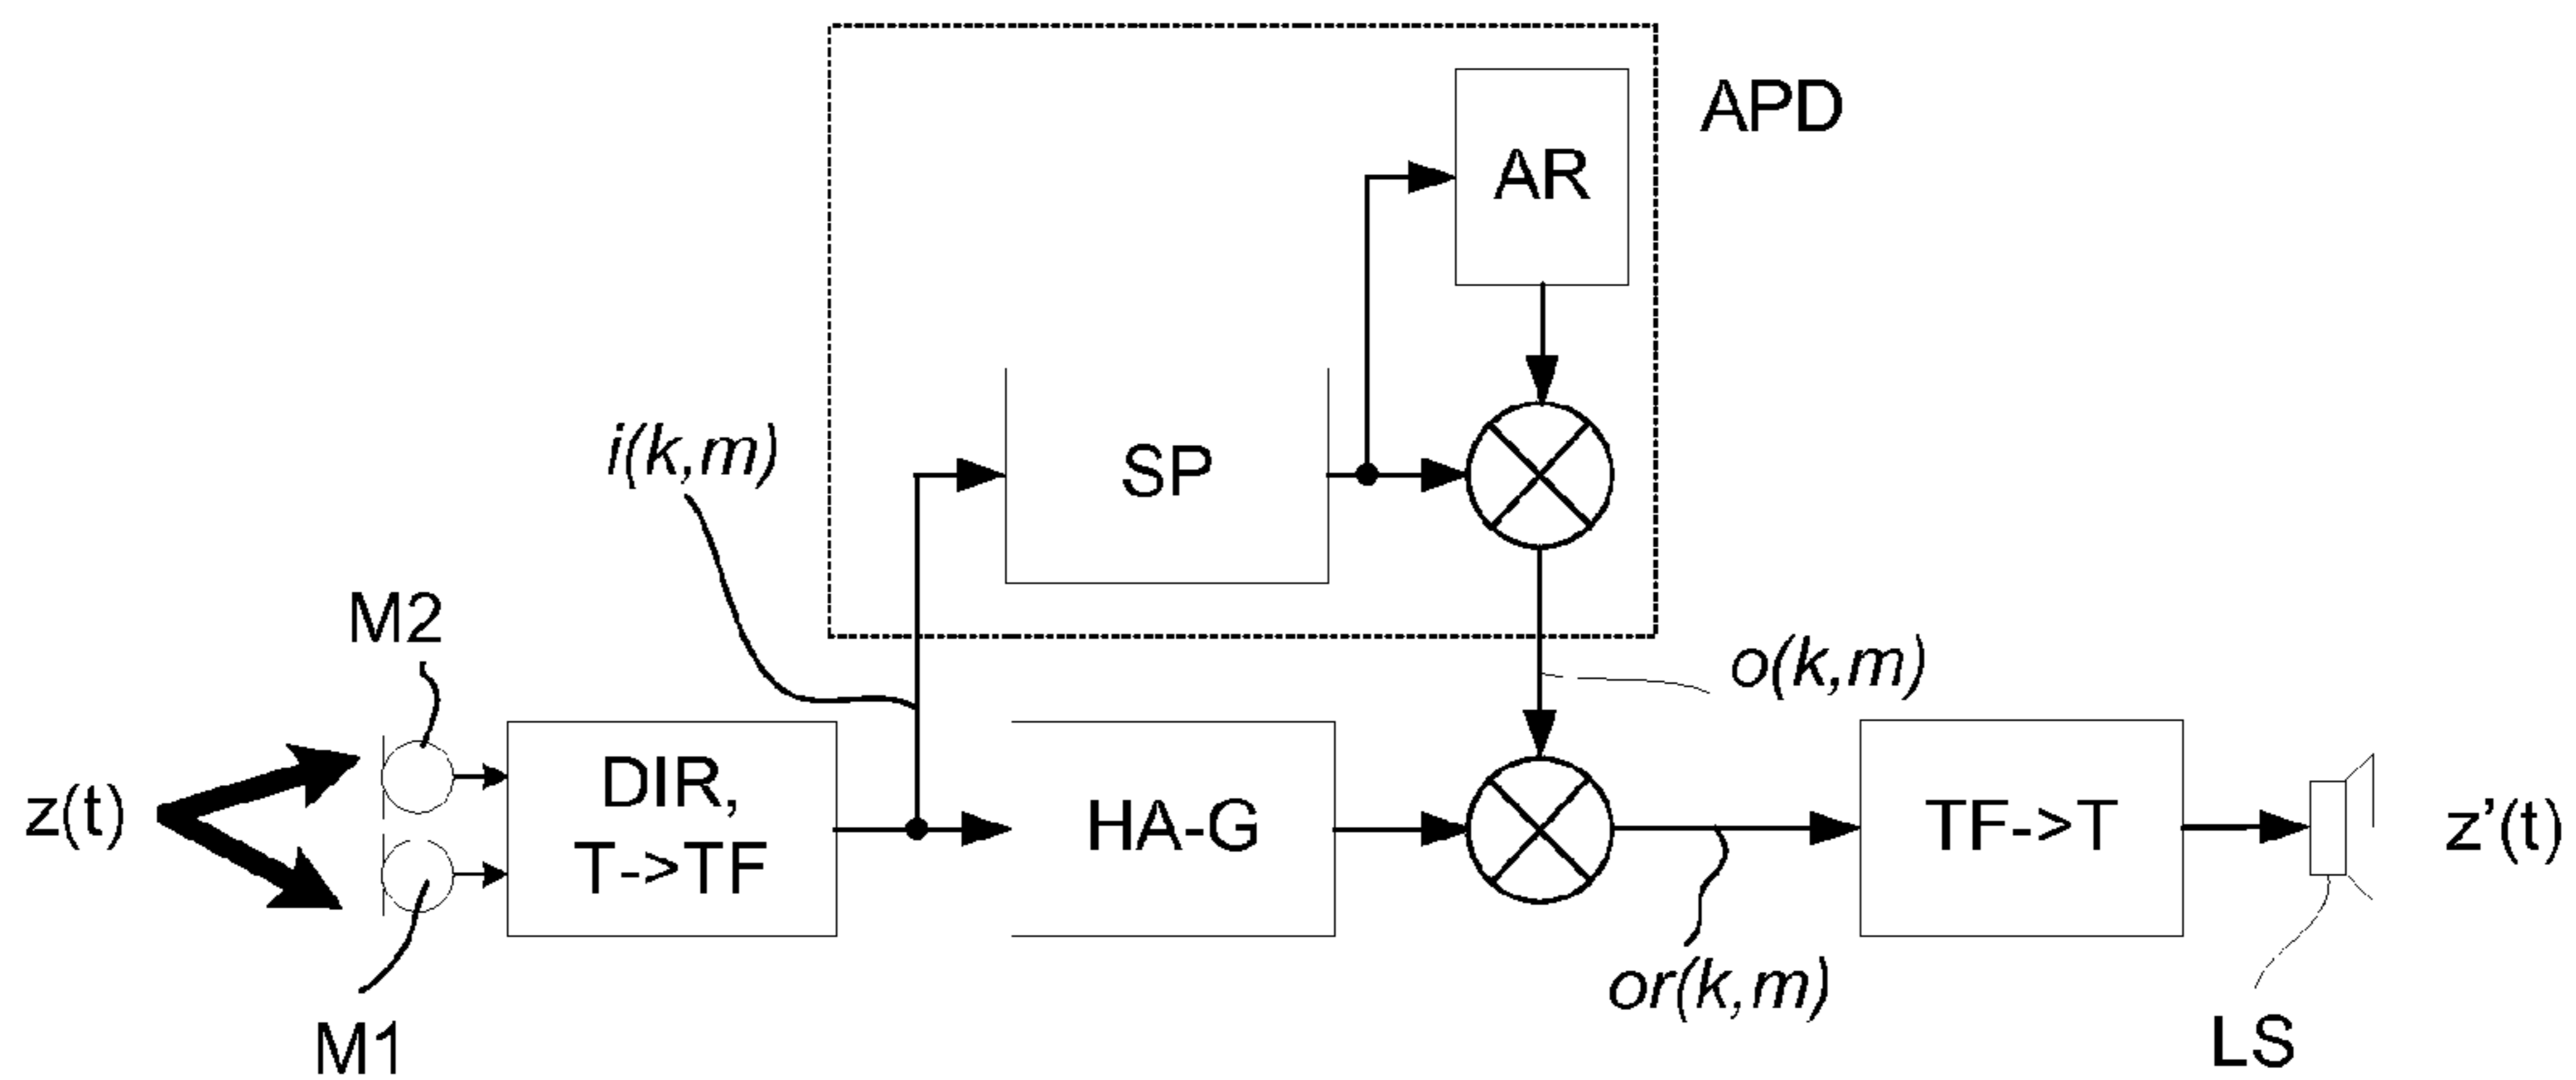 APD
AR
SP
i(k,m)
M2
o(k,m)
z(t)
DIR,
T->TF
HA-G
TF->T
z’(t)
or(k,m)
M1
LS